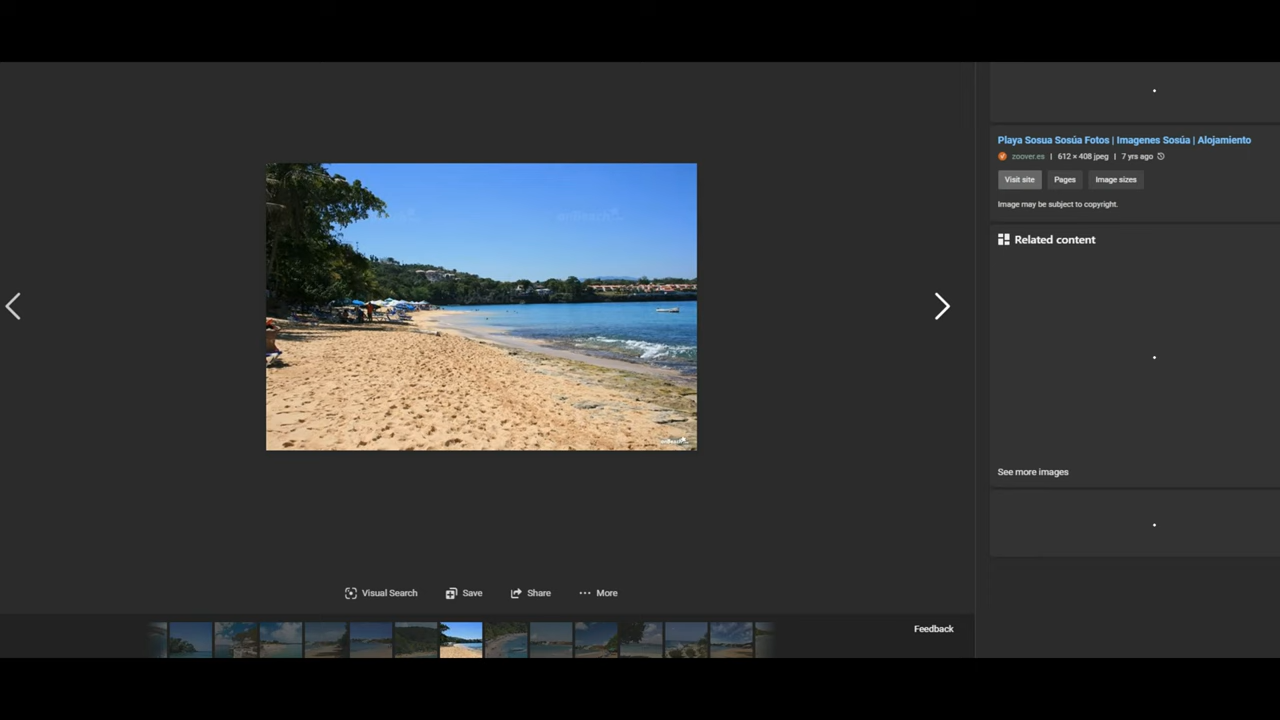 Playa Sosua Sosúa Fotos | Imagenes Sosúa | Alojamiento
zoover.es | 612 × 408 jpeg | 7 yrs ago
Visit site Pages Image sizes
Image may be subject to copyright.
Related content
See more images
Visual Search Save Share ··· More
Feedback